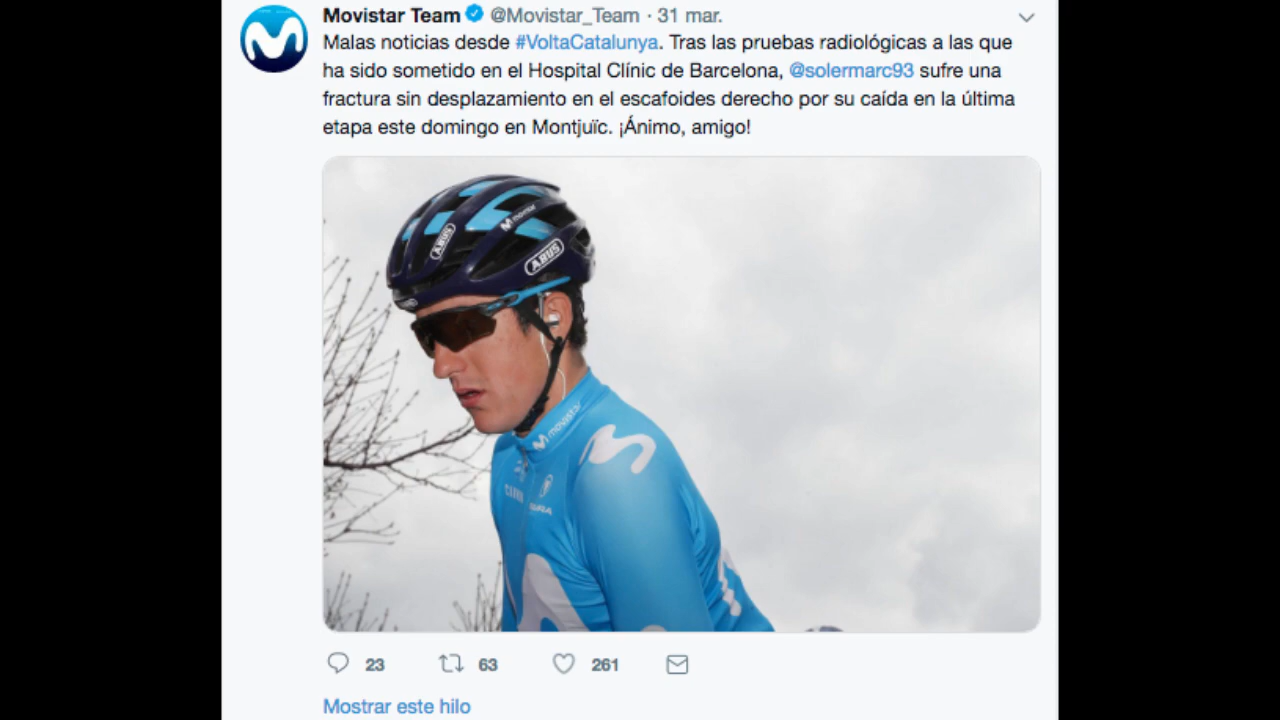 Movistar Team @Movistar_Team · 31 mar.
Malas noticias desde #VoltaCatalunya. Tras las pruebas radiológicas a las que
ha sido sometido en el Hospital Clínic de Barcelona, @solermarc93 sufre una
fractura sin desplazamiento en el escafoides derecho por su caída en la última
etapa este domingo en Montjuïc. ¡Ánimo, amigo!
movistar
ABUS
ABUS
movistar
23 63 261
Mostrar este hilo